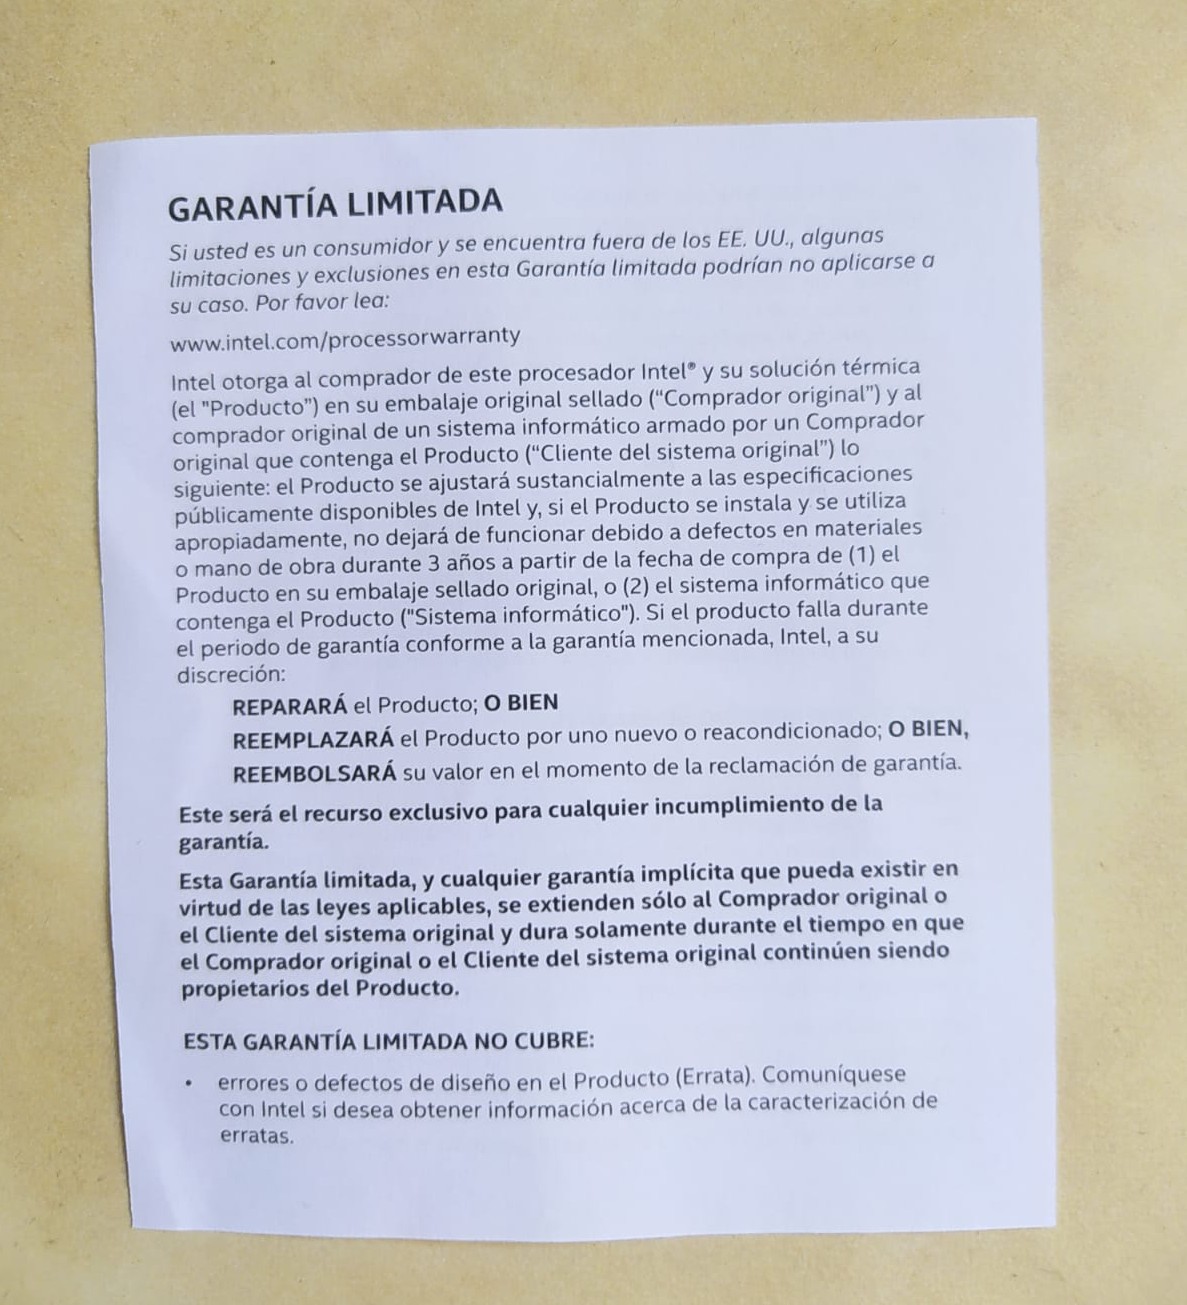 GARANTÍA LIMITADA
Si usted es un consumidor y se encuentra fuera de los EE. UU., algunas
limitaciones y exclusiones en esta Garantía limitada podrían no aplicarse a
su caso. Por favor lea:
www.intel.com/processorwarranty
Intel otorga al comprador de este procesador Intel® y su solución térmica
(el "Producto”) en su embalaje original sellado (“Comprador original”) y al
comprador original de un sistema informático armado por un Comprador
original que contenga el Producto (“Cliente del sistema original”) lo
siguiente: el Producto se ajustará sustancialmente a las especificaciones
públicamente disponibles de Intel y, si el Producto se instala y se utiliza
apropiadamente, no dejará de funcionar debido a defectos en materiales
o mano de obra durante 3 años a partir de la fecha de compra de (1) el
Producto en su embalaje sellado original, o (2) el sistema informático que
contenga el Producto ("Sistema informático"). Si el producto falla durante
el periodo de garantía conforme a la garantía mencionada, Intel, a su
discreción:
REPARARÁ el Producto; O BIEN
REEMPLAZARÁ el Producto por uno nuevo o reacondicionado; O BIEN,
REEMBOLSARÁ su valor en el momento de la reclamación de garantía.
Este será el recurso exclusivo para cualquier incumplimiento de la
garantía.
Esta Garantía limitada, y cualquier garantía implícita que pueda existir en
virtud de las leyes aplicables, se extienden sólo al Comprador original o
el Cliente del sistema original y dura solamente durante el tiempo en que
el Comprador original o el Cliente del sistema original continúen siendo
propietarios del Producto.
ESTA GARANTÍA LIMITADA NO CUBRE:
• errores o defectos de diseño en el Producto (Errata). Comuníquese
con Intel si desea obtener información acerca de la caracterización de
erratas.